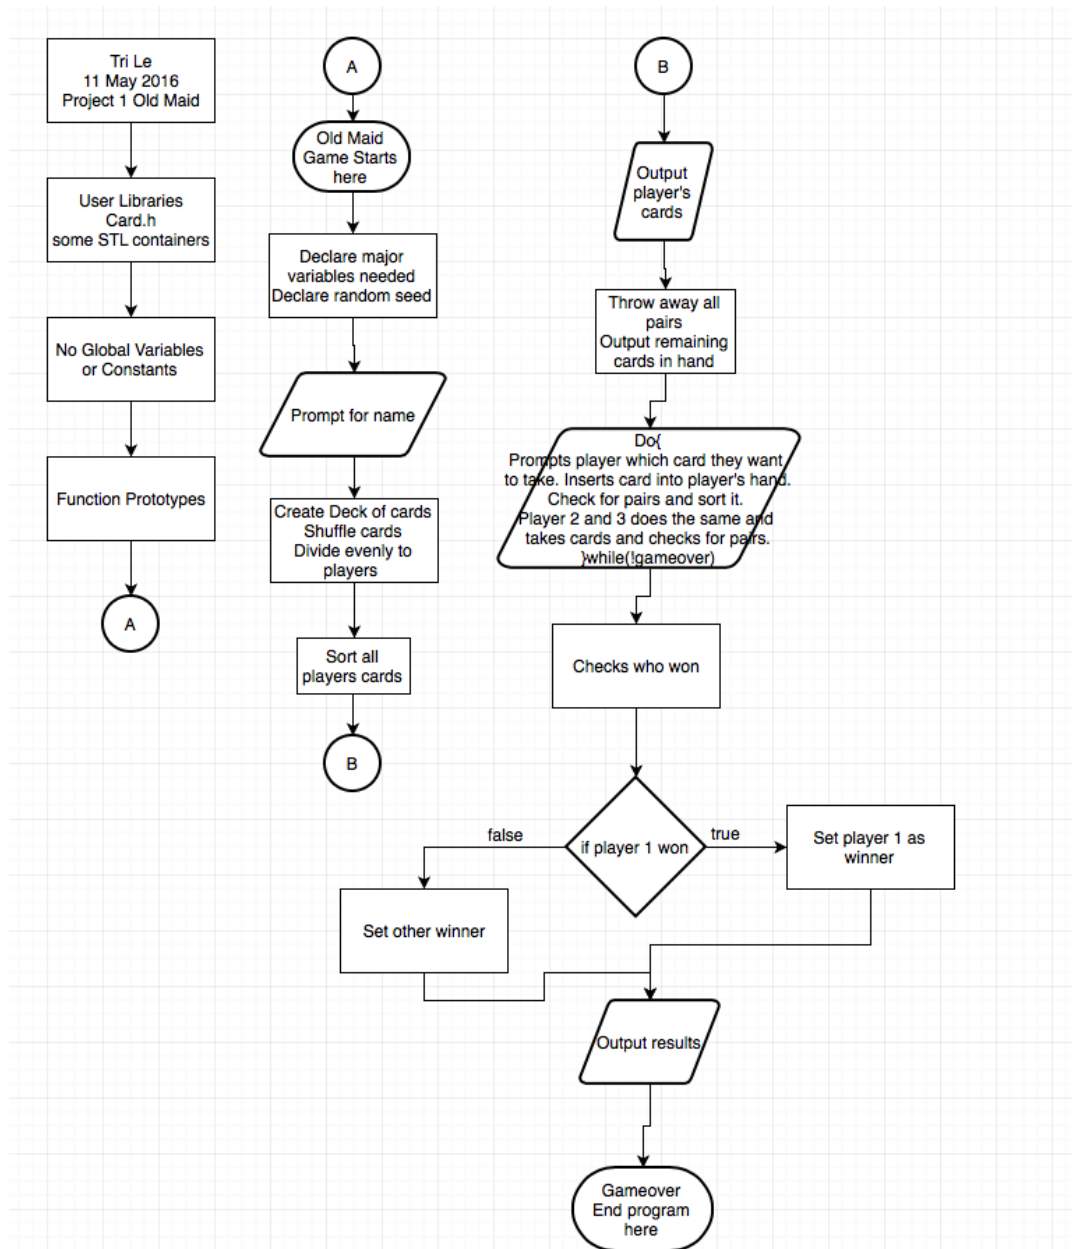 Tri Le
11 May 2016
Project 1 Old Maid
User Libraries
Card.h
some STL containers
No Global Variables
or Constants
Function Prototypes
A
A
Old Maid
Game Starts
here
Declare major
variables needed
Declare random seed
Prompt for name
Create Deck of cards
Shuffle cards
Divide evenly to
players
Sort all
players cards
B
B
Output
player's
cards
Throw away all
pairs
Output remaining
cards in hand
Do{
Prompts player which card they want
to take. Inserts card into player's hand.
Check for pairs and sort it.
Player 2 and 3 does the same and
takes cards and checks for pairs.
}while(!gameover)
Checks who won
if player 1 won
false
true
Set other winner
Set player 1 as
winner
Output results
Gameover
End program
here